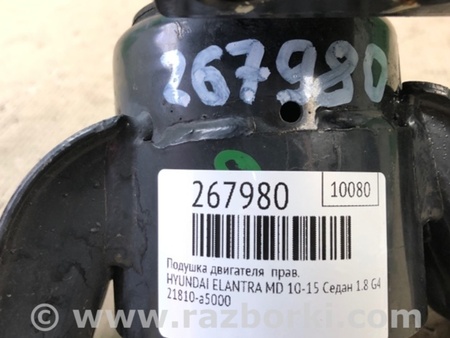 267980
267980
10080
Подушка двигателя прав.
HYUNDAI ELANTRA MD 10-15 Седан 1.8 G4
21810-a5000
www.razborki.com